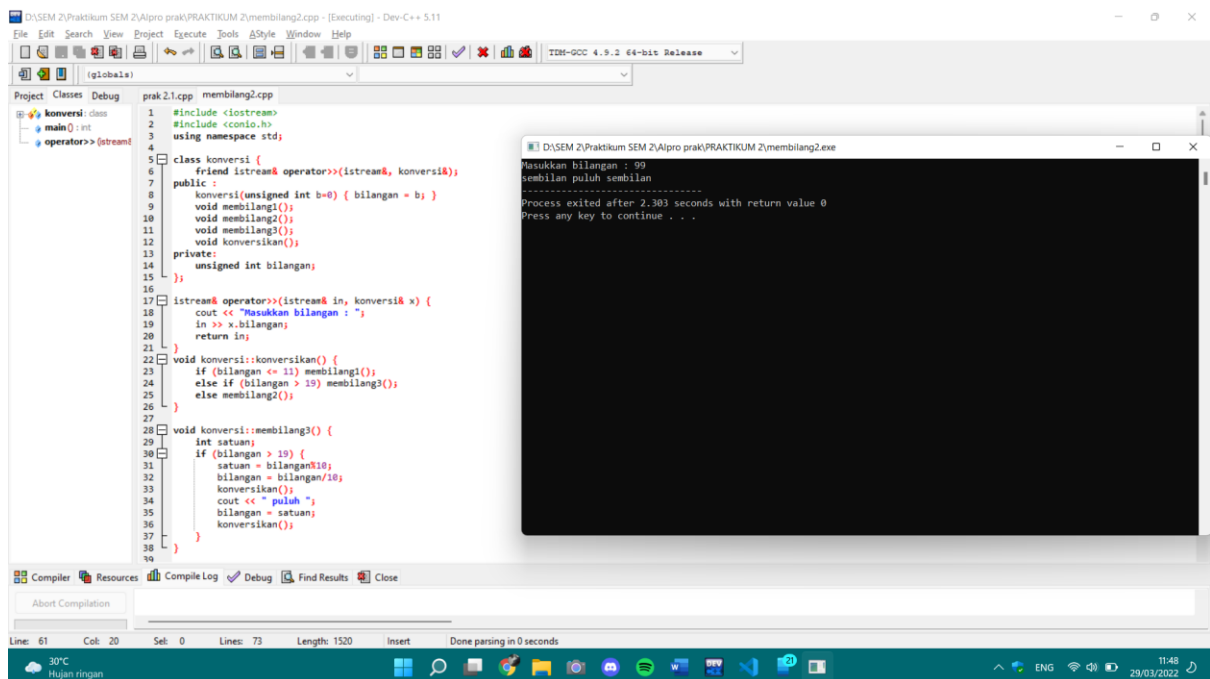 D:\SEM 2\Praktikum SEM 2\Alpro prak\PRAKTIKUM 2\membilang2.cpp - [Executing] - Dev-C++ 5.11
File Edit Search View Project Execute Tools AStyle Window Help
TDM-GCC 4.9.2 64-bit Release
(globals)
Project Classes Debug
prak 2.1.cpp membilang2.cpp
konversi : class
main () : int
operator>> (istream&
1 #include <iostream>
2 #include <conio.h>
3 using namespace std;
4
5 class konversi {
6 friend istream& operator>>(istream&, konversi&);
7 public :
8 konversi(unsigned int b=0) { bilangan = b; }
9 void membilang1();
10 void membilang2();
11 void membilang3();
12 void konversikan();
13 private:
14 unsigned int bilangan;
15 };
16
17 istream& operator>>(istream& in, konversi& x) {
18 cout << "Masukkan bilangan : ";
19 in >> x.bilangan;
20 return in;
21 }
22 void konversi::konversikan() {
23 if (bilangan <= 11) membilang1();
24 else if (bilangan > 19) membilang3();
25 else membilang2();
26 }
27
28 void konversi::membilang3() {
29 int satuan;
30 if (bilangan > 19) {
31 satuan = bilangan%10;
32 bilangan = bilangan/10;
33 konversikan();
34 cout << " puluh ";
35 bilangan = satuan;
36 konversikan();
37 }
38 }
39
D:\SEM 2\Praktikum SEM 2\Alpro prak\PRAKTIKUM 2\membilang2.exe
Masukkan bilangan : 99
sembilan puluh sembilan
--------------------------------
Process exited after 2.303 seconds with return value 0
Press any key to continue . . .
Compiler Resources Compile Log Debug Find Results Close
Abort Compilation
Line: 61 Col: 20 Sel: 0 Lines: 73 Length: 1520 Insert Done parsing in 0 seconds
30°C
Hujan ringan
DEV
21
ENG
11:48
29/03/2022